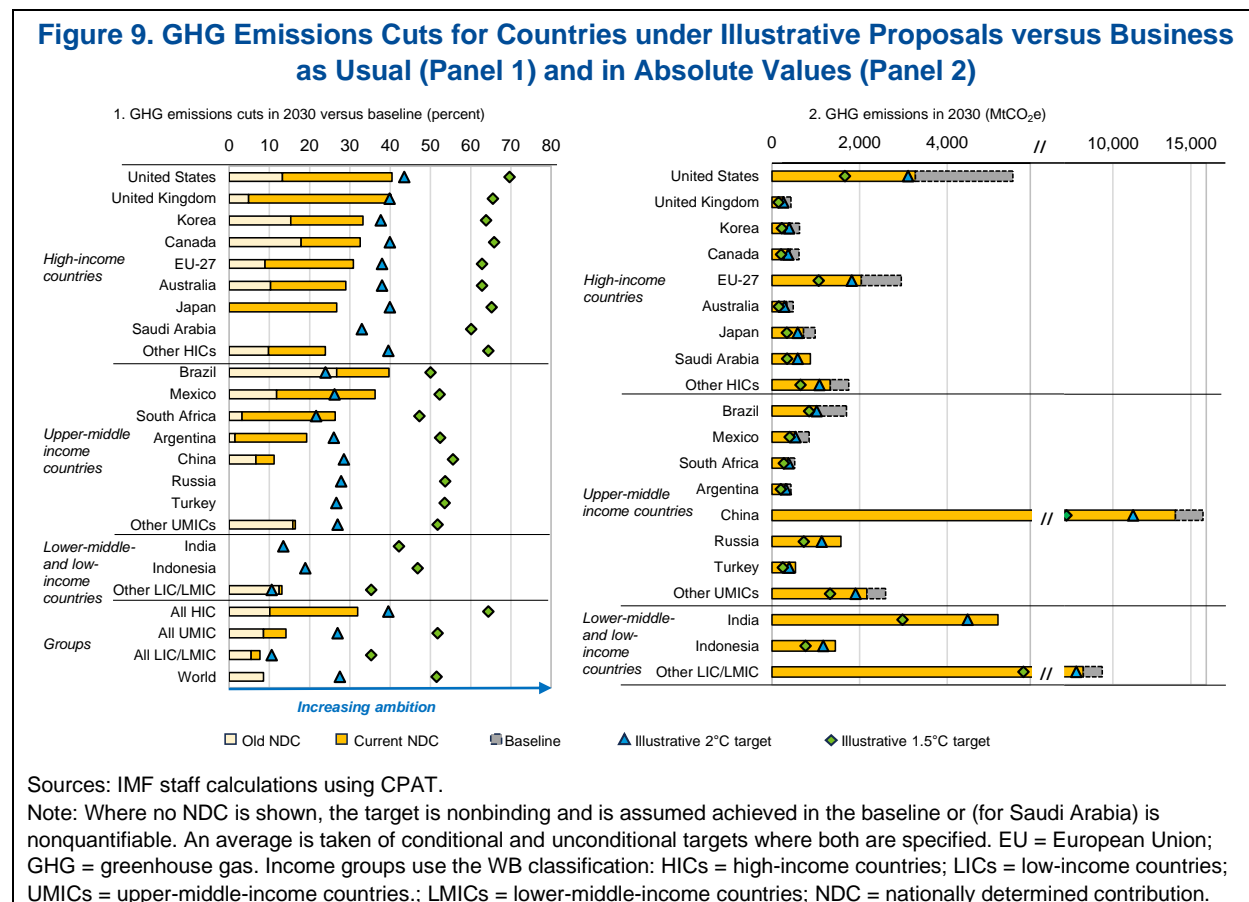 Figure 9. GHG Emissions Cuts for Countries under Illustrative Proposals versus Business
as Usual (Panel 1) and in Absolute Values (Panel 2)
1. GHG emissions cuts in 2030 versus baseline (percent)
0 10 20 30 40 50 60 70 80
High-income
countries
United States
United Kingdom
Korea
Canada
EU-27
Australia
Japan
Saudi Arabia
Other HICs
Upper-middle
income
countries
Brazil
Mexico
South Africa
Argentina
China
Russia
Turkey
Other UMICs
Lower-middle-
and low-
income
countries
India
Indonesia
Other LIC/LMIC
Groups
All HIC
All UMIC
All LIC/LMIC
World
Increasing ambition
2. GHG emissions in 2030 (MtCO₂e)
0 2,000 4,000 // 10,000 15,000
High-income
countries
United States
United Kingdom
Korea
Canada
EU-27
Australia
Japan
Saudi Arabia
Other HICs
Upper-middle
income countries
Brazil
Mexico
South Africa
Argentina
China
//
Russia
Turkey
Other UMICs
Lower-middle-
and low-
income
countries
India
Indonesia
Other LIC/LMIC
//
Old NDC Current NDC Baseline Illustrative 2°C target Illustrative 1.5°C target
Sources: IMF staff calculations using CPAT.
Note: Where no NDC is shown, the target is nonbinding and is assumed achieved in the baseline or (for Saudi Arabia) is
nonquantifiable. An average is taken of conditional and unconditional targets where both are specified. EU = European Union;
GHG = greenhouse gas. Income groups use the WB classification: HICs = high-income countries; LICs = low-income countries;
UMICs = upper-middle-income countries.; LMICs = lower-middle-income countries; NDC = nationally determined contribution.